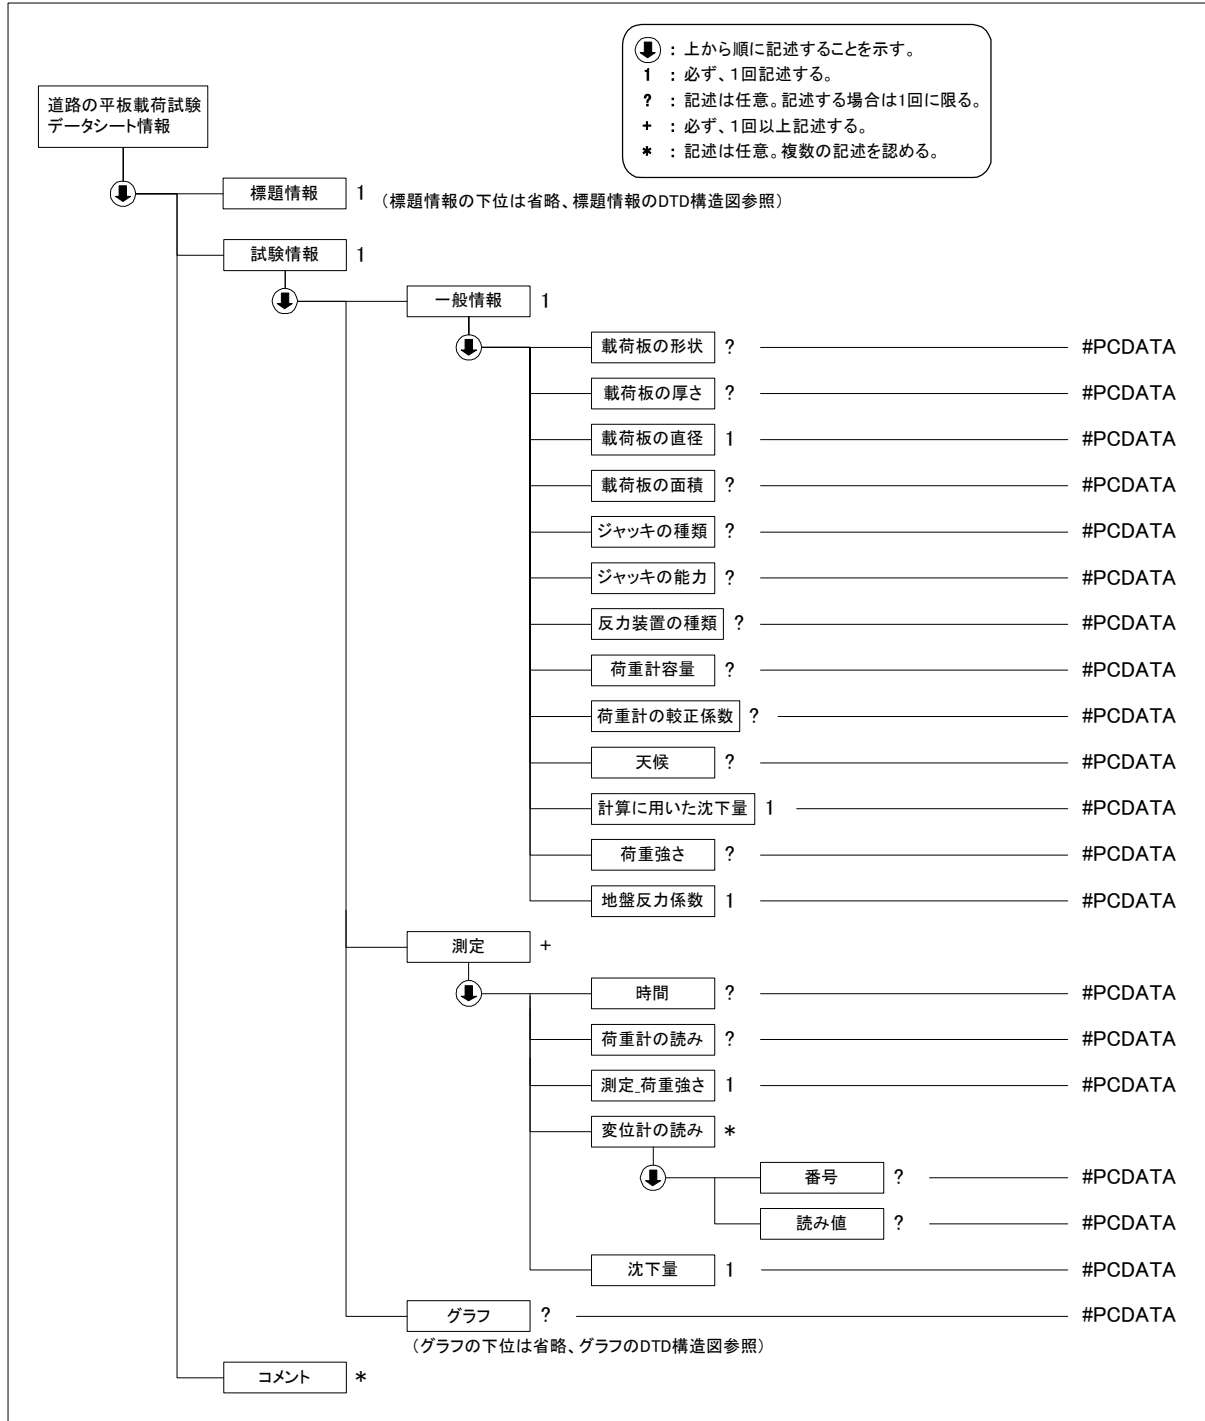 : 上から順に記述することを示す。
1 : 必ず、1回記述する。
? : 記述は任意。記述する場合は1回に限る。
+ : 必ず、1回以上記述する。
* : 記述は任意。複数の記述を認める。
道路の平板載荷試験
データシート情報
標題情報 1 （標題情報の下位は省略、標題情報のDTD構造図参照）
試験情報 1
一般情報 1
載荷板の形状 ? #PCDATA
載荷板の厚さ ? #PCDATA
載荷板の直径 1 #PCDATA
載荷板の面積 ? #PCDATA
ジャッキの種類 ? #PCDATA
ジャッキの能力 ? #PCDATA
反力装置の種類 ? #PCDATA
荷重計容量 ? #PCDATA
荷重計の較正係数 ? #PCDATA
天候 ? #PCDATA
計算に用いた沈下量 1 #PCDATA
荷重強さ ? #PCDATA
地盤反力係数 1 #PCDATA
測定 +
時間 ? #PCDATA
荷重計の読み ? #PCDATA
測定_荷重強さ 1 #PCDATA
変位計の読み *
番号 ? #PCDATA
読み値 ? #PCDATA
沈下量 1 #PCDATA
グラフ ? #PCDATA
（グラフの下位は省略、グラフのDTD構造図参照）
コメント *